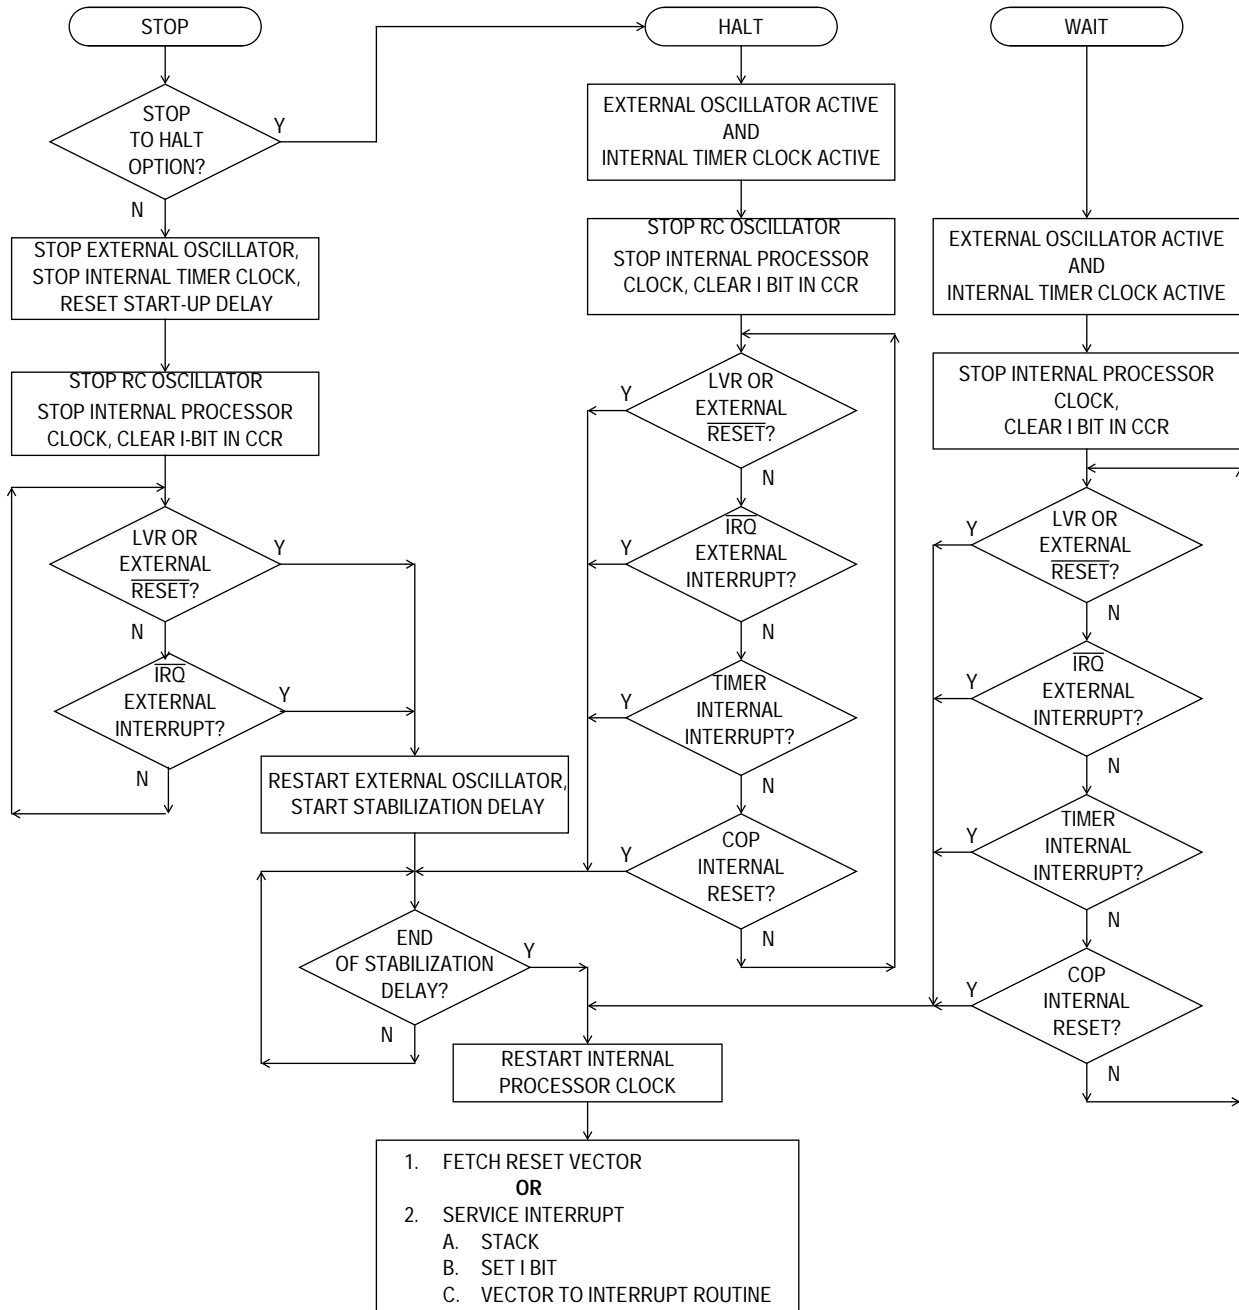 STOP
STOP
TO HALT
OPTION?
Y
N
STOP EXTERNAL OSCILLATOR,
STOP INTERNAL TIMER CLOCK,
RESET START-UP DELAY
STOP RC OSCILLATOR
STOP INTERNAL PROCESSOR
CLOCK, CLEAR I-BIT IN CCR
LVR OR
EXTERNAL
RESET?
Y
N
IRQ
EXTERNAL
INTERRUPT?
Y
N
RESTART EXTERNAL OSCILLATOR,
START STABILIZATION DELAY
END
OF STABILIZATION
DELAY?
Y
N
HALT
EXTERNAL OSCILLATOR ACTIVE
AND
INTERNAL TIMER CLOCK ACTIVE
STOP RC OSCILLATOR
STOP INTERNAL PROCESSOR
CLOCK, CLEAR I BIT IN CCR
Y
LVR OR
EXTERNAL
RESET?
N
Y
IRQ
EXTERNAL
INTERRUPT?
N
Y
TIMER
INTERNAL
INTERRUPT?
N
Y
COP
INTERNAL
RESET?
N
WAIT
EXTERNAL OSCILLATOR ACTIVE
AND
INTERNAL TIMER CLOCK ACTIVE
STOP INTERNAL PROCESSOR
CLOCK,
CLEAR I BIT IN CCR
Y
LVR OR
EXTERNAL
RESET?
N
Y
IRQ
EXTERNAL
INTERRUPT?
N
Y
TIMER
INTERNAL
INTERRUPT?
N
Y
COP
INTERNAL
RESET?
N
RESTART INTERNAL
PROCESSOR CLOCK
1. FETCH RESET VECTOR
OR
2. SERVICE INTERRUPT
A. STACK
B. SET I BIT
C. VECTOR TO INTERRUPT ROUTINE